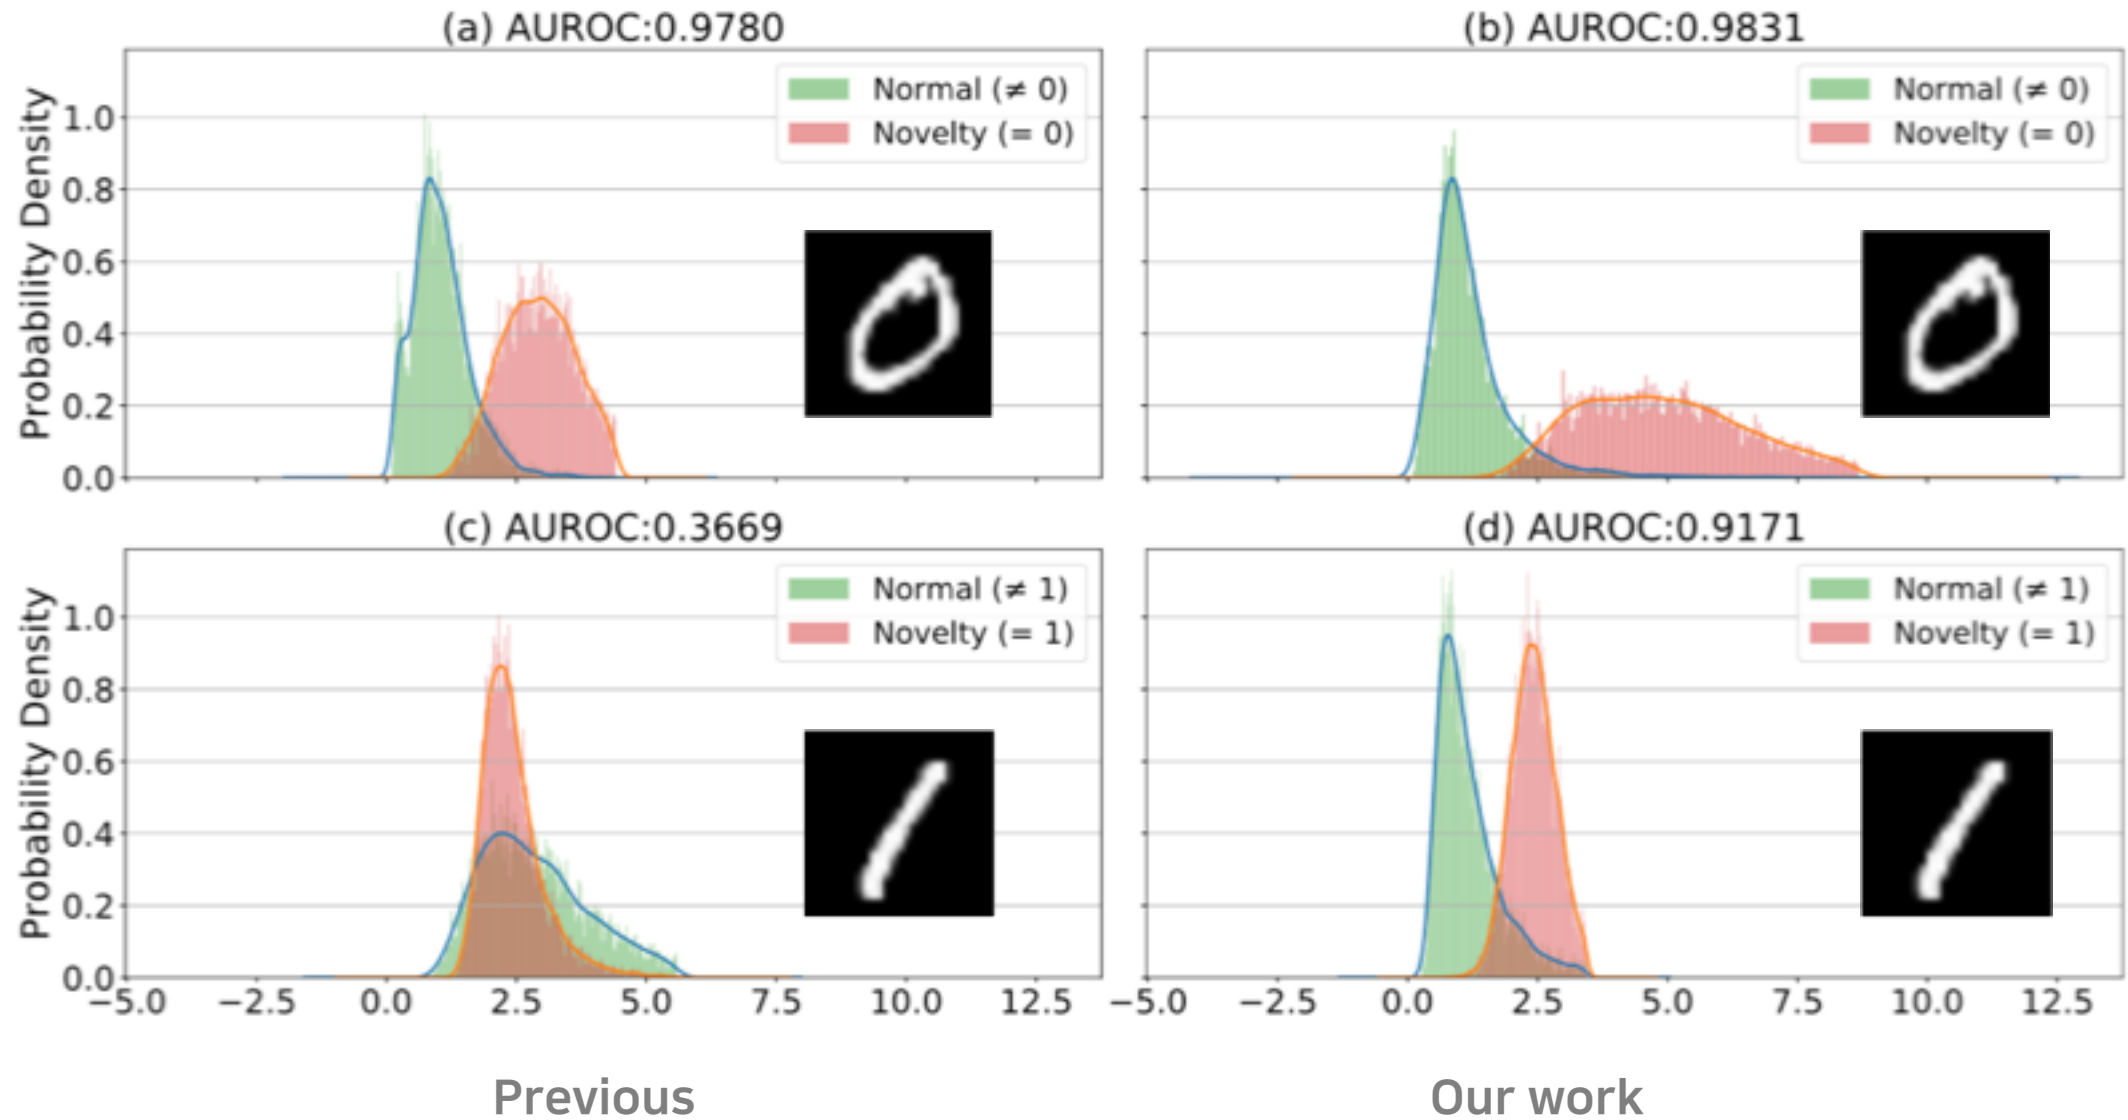 (a) AUROC:0.9780
Probability Density
1.0
0.8
0.6
0.4
0.2
0.0
Normal (≠ 0)
Novelty (= 0)
(b) AUROC:0.9831
Normal (≠ 0)
Novelty (= 0)
(c) AUROC:0.3669
Probability Density
1.0
0.8
0.6
0.4
0.2
0.0
Normal (≠ 1)
Novelty (= 1)
−5.0 −2.5 0.0 2.5 5.0 7.5 10.0 12.5
(d) AUROC:0.9171
Normal (≠ 1)
Novelty (= 1)
−5.0 −2.5 0.0 2.5 5.0 7.5 10.0 12.5
Previous
Our work